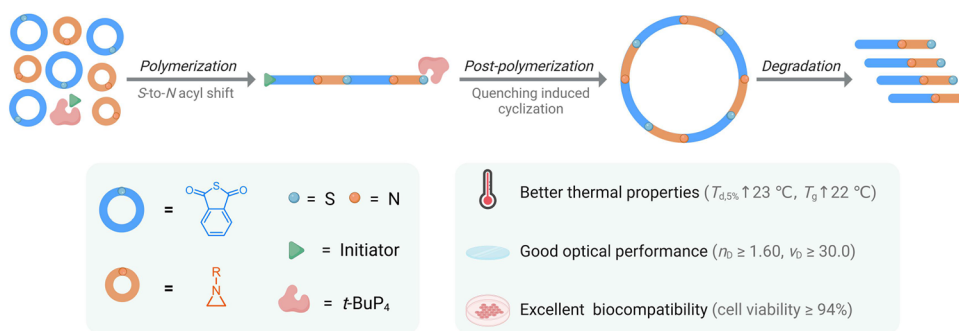 Polymerization
S-to-N acyl shift
Post-polymerization
Quenching induced
cyclization
Degradation
=
O S O
= S
= N
= Initiator
=
R
N
= t-BuP₄
Better thermal properties (Td,5%↑23 ℃, Tg↑22 ℃)
Good optical performance (nD ≥ 1.60, νD ≥ 30.0)
Excellent biocompatibility (cell viability ≥ 94%)